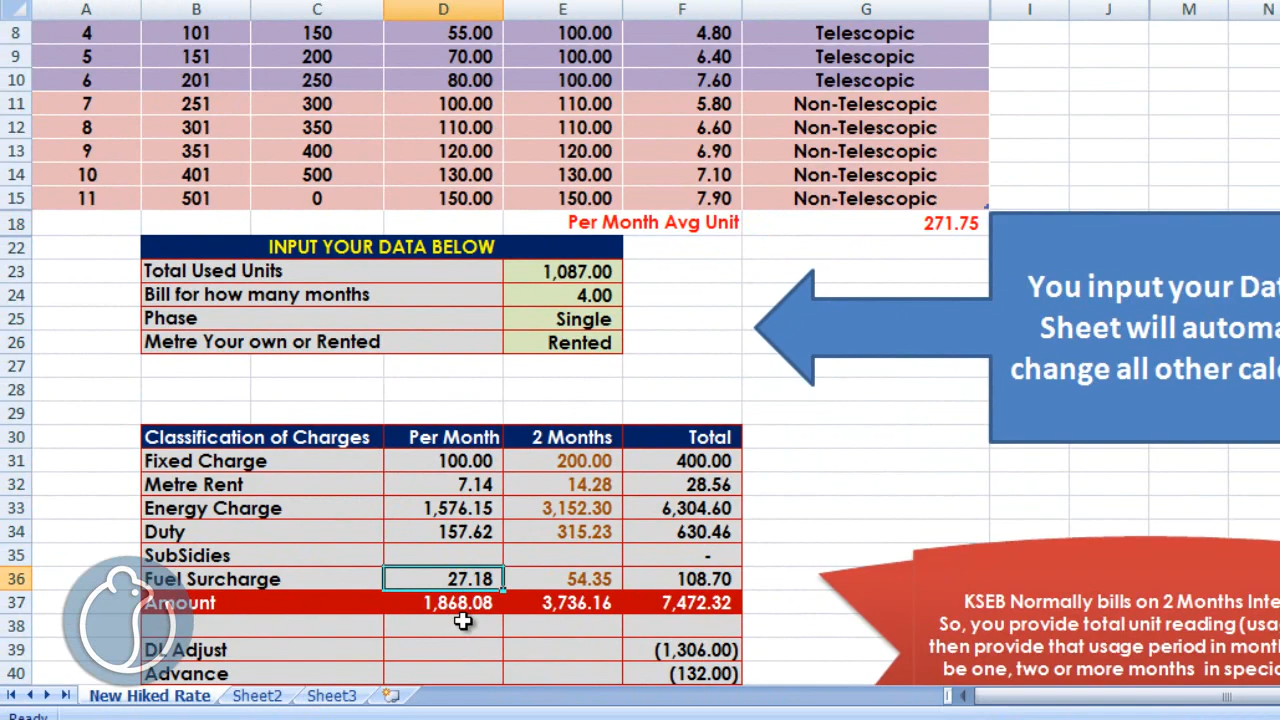 A B C D E F G I J M N
8 4 101 150 55.00 100.00 4.80 Telescopic
9 5 151 200 70.00 100.00 6.40 Telescopic
10 6 201 250 80.00 100.00 7.60 Telescopic
11 7 251 300 100.00 110.00 5.80 Non-Telescopic
12 8 301 350 110.00 110.00 6.60 Non-Telescopic
13 9 351 400 120.00 120.00 6.90 Non-Telescopic
14 10 401 500 130.00 130.00 7.10 Non-Telescopic
15 11 501 0 150.00 150.00 7.90 Non-Telescopic
18 Per Month Avg Unit 271.75
22 INPUT YOUR DATA BELOW
23 Total Used Units 1,087.00
24 Bill for how many months 4.00
25 Phase Single
26 Metre Your own or Rented Rented
27
28
29
You input your Dat
Sheet will automa
change all other calc
30 Classification of Charges Per Month 2 Months Total
31 Fixed Charge 100.00 200.00 400.00
32 Metre Rent 7.14 14.28 28.56
33 Energy Charge 1,576.15 3,152.30 6,304.60
34 Duty 157.62 315.23 630.46
35 SubSidies -
36 Fuel Surcharge 27.18 54.35 108.70
37 Amount 1,868.08 3,736.16 7,472.32
38
39 DL Adjust (1,306.00)
40 Advance (132.00)
KSEB Normally bills on 2 Months Inte
So, you provide total unit reading (usa
then provide that usage period in month
be one, two or more months in specia
New Hiked Rate Sheet2 Sheet3
Ready